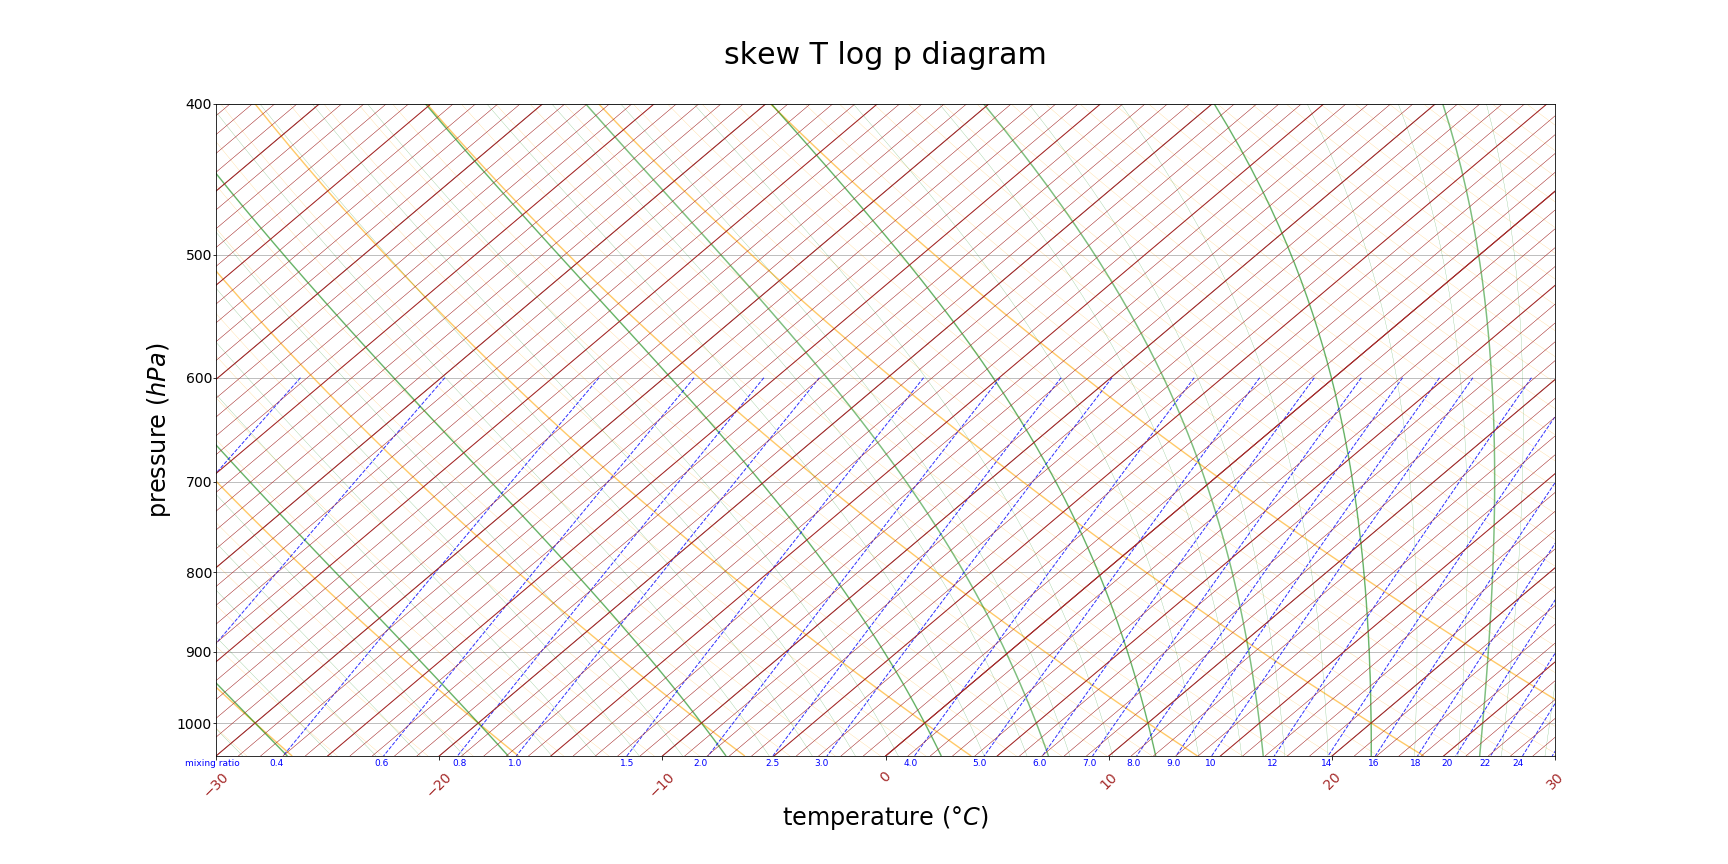 skew T log p diagram
400
500
600
700
800
900
1000
pressure (hPa)
mixing ratio 0.4 0.6 0.8 1.0 1.5 2.0 2.5 3.0 4.0 5.0 6.0 7.0 8.0 9.0 10 12 14 16 18 20 22 24
−30 −20 −10 0 10 20 30
temperature (°C)